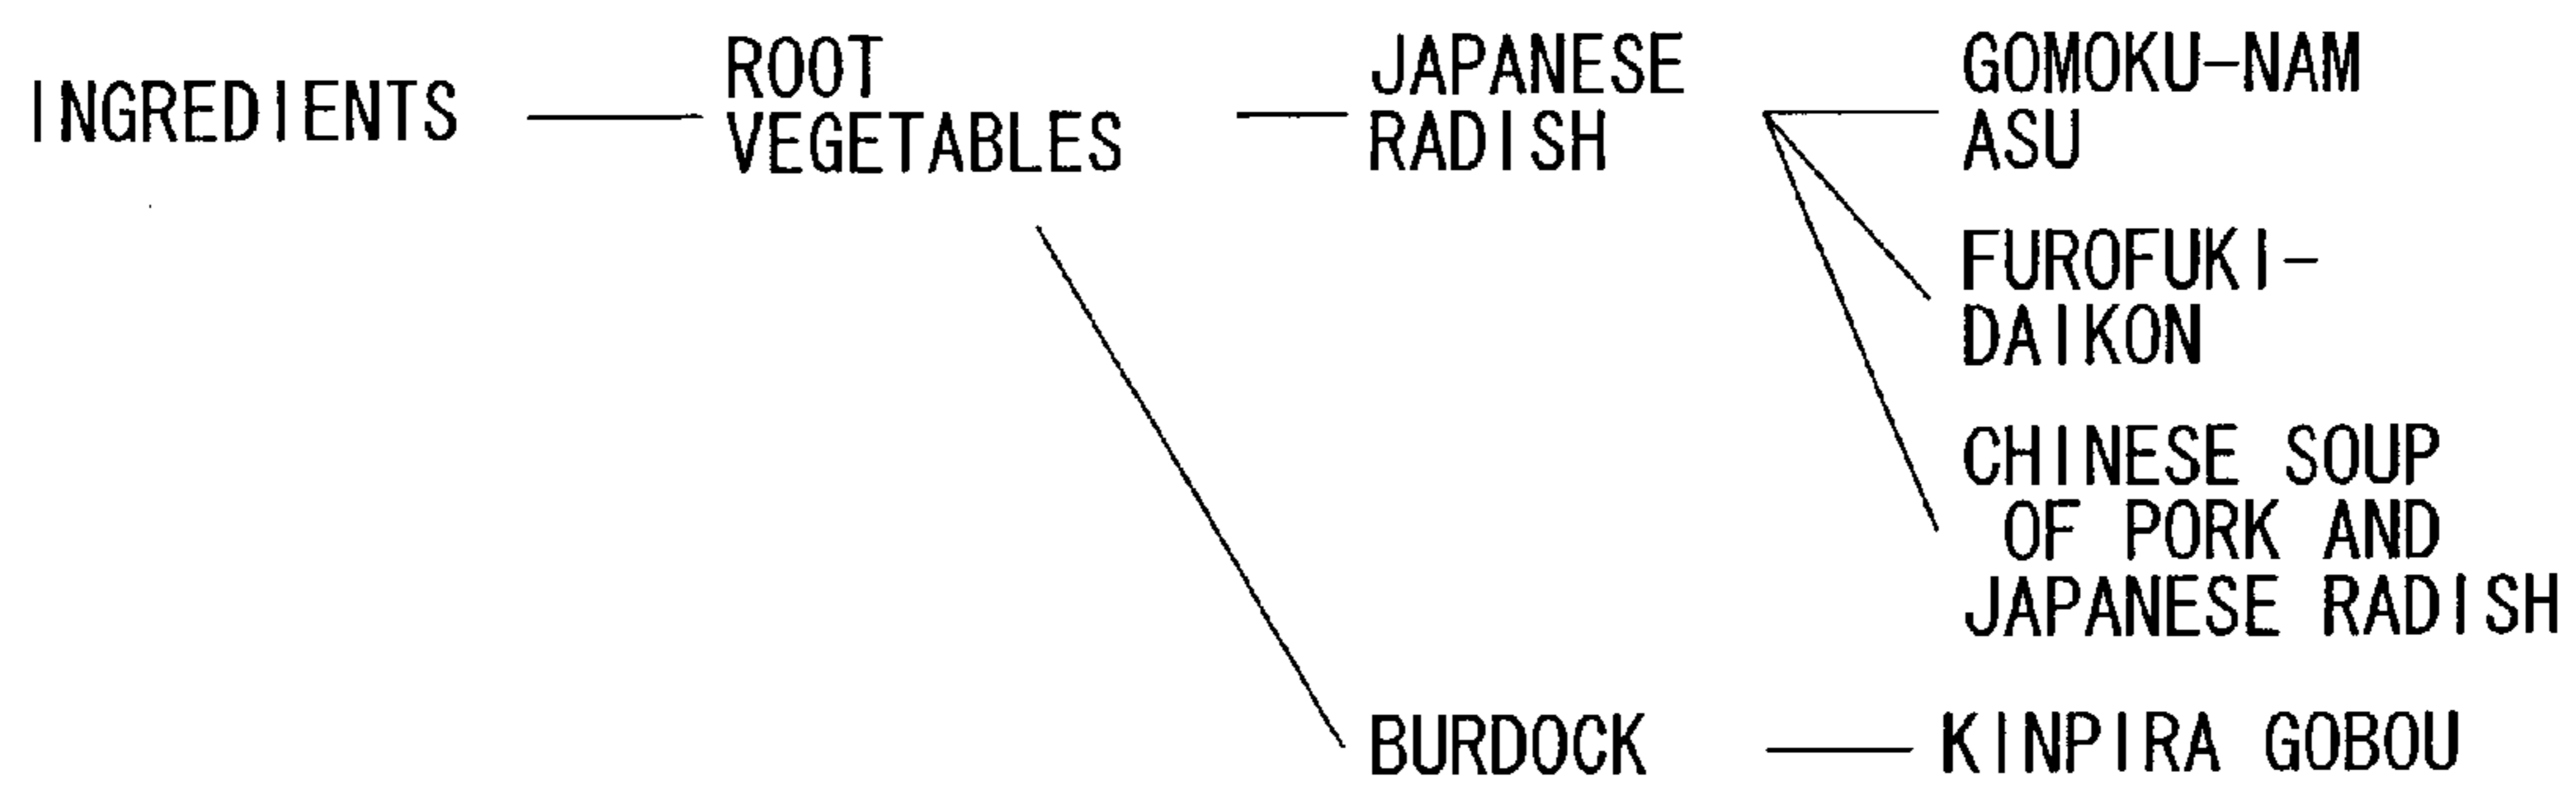 INGREDIENTS
ROOT
VEGETABLES
JAPANESE
RADISH
GOMOKU-NAM
ASU
FUROFUKI-
DAIKON
CHINESE SOUP
OF PORK AND
JAPANESE RADISH
BURDOCK
KINPIRA GOBOU